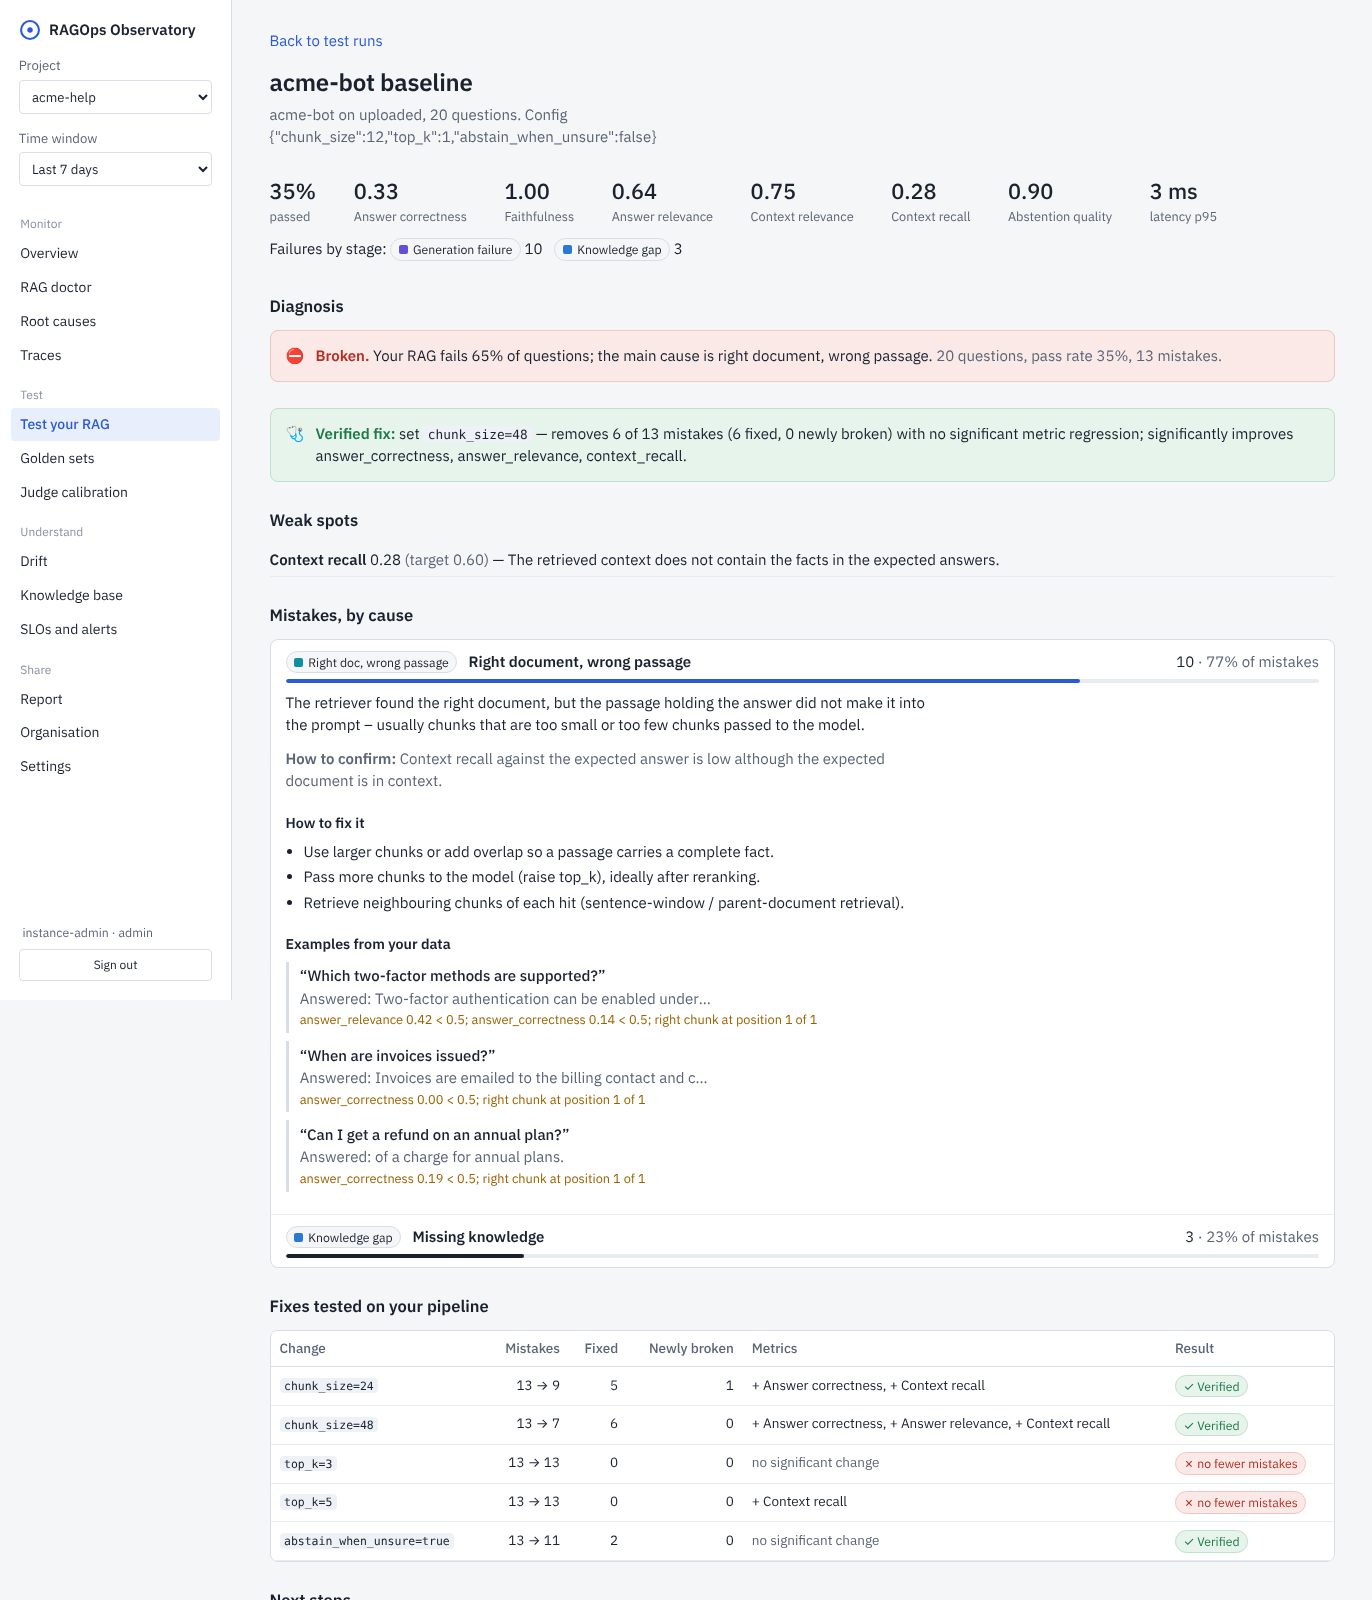 RAGOps Observatory
Project
acme-help
Time window
Last 7 days
Monitor
Overview
RAG doctor
Root causes
Traces
Test
Test your RAG
Golden sets
Judge calibration
Understand
Drift
Knowledge base
SLOs and alerts
Share
Report
Organisation
Settings
instance-admin · admin
Sign out
Back to test runs
acme-bot baseline
acme-bot on uploaded, 20 questions. Config
{"chunk_size":12,"top_k":1,"abstain_when_unsure":false}
35% 0.33 1.00 0.64 0.75 0.28 0.90 3 ms
passed Answer correctness Faithfulness Answer relevance Context relevance Context recall Abstention quality latency p95
Failures by stage: Generation failure 10 Knowledge gap 3
Diagnosis
Broken. Your RAG fails 65% of questions; the main cause is right document, wrong passage. 20 questions, pass rate 35%, 13 mistakes.
Verified fix: set chunk_size=48 — removes 6 of 13 mistakes (6 fixed, 0 newly broken) with no significant metric regression; significantly improves
answer_correctness, answer_relevance, context_recall.
Weak spots
Context recall 0.28 (target 0.60) — The retrieved context does not contain the facts in the expected answers.
Mistakes, by cause
Right doc, wrong passage Right document, wrong passage 10 · 77% of mistakes
The retriever found the right document, but the passage holding the answer did not make it into
the prompt – usually chunks that are too small or too few chunks passed to the model.
How to confirm: Context recall against the expected answer is low although the expected
document is in context.
How to fix it
• Use larger chunks or add overlap so a passage carries a complete fact.
• Pass more chunks to the model (raise top_k), ideally after reranking.
• Retrieve neighbouring chunks of each hit (sentence-window / parent-document retrieval).
Examples from your data
“Which two-factor methods are supported?”
Answered: Two-factor authentication can be enabled under…
answer_relevance 0.42 < 0.5; answer_correctness 0.14 < 0.5; right chunk at position 1 of 1
“When are invoices issued?”
Answered: Invoices are emailed to the billing contact and c…
answer_correctness 0.00 < 0.5; right chunk at position 1 of 1
“Can I get a refund on an annual plan?”
Answered: of a charge for annual plans.
answer_correctness 0.19 < 0.5; right chunk at position 1 of 1
Knowledge gap Missing knowledge 3 · 23% of mistakes
Fixes tested on your pipeline
Change Mistakes Fixed Newly broken Metrics Result
chunk_size=24 13 → 9 5 1 + Answer correctness, + Context recall ✓ Verified
chunk_size=48 13 → 7 6 0 + Answer correctness, + Answer relevance, + Context recall ✓ Verified
top_k=3 13 → 13 0 0 no significant change × no fewer mistakes
top_k=5 13 → 13 0 0 + Context recall × no fewer mistakes
abstain_when_unsure=true 13 → 11 2 0 no significant change ✓ Verified
Next steps